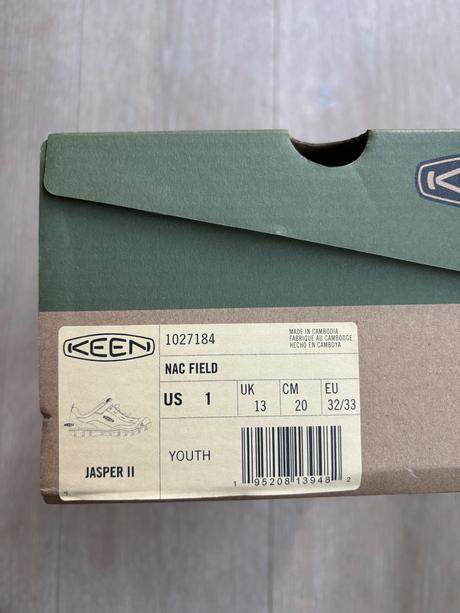 KEEN
1027184
MADE IN CAMBODIA
FABRIQUÉ AU CAMBODGE
HECHO EN CAMBOYA
NAC FIELD
US 1
UK 13
CM 20
EU 32/33
JASPER II
YOUTH
1 95208 13948 2